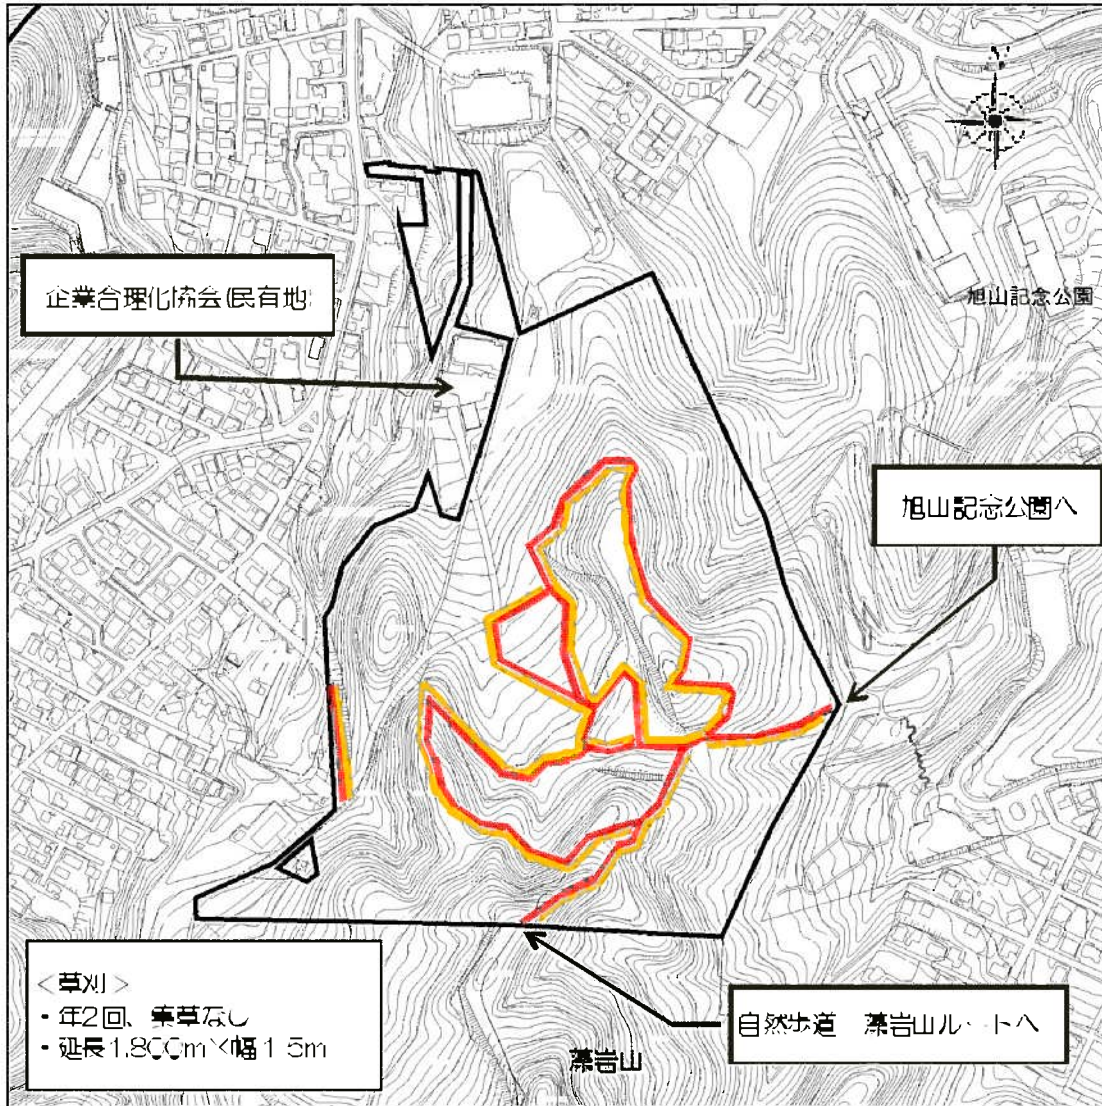 N
企業合理化協会(民有地)
旭山記念公園
旭山記念公園へ
<草刈>
・年2回、集草なし
・延長1,800m×幅1.5m
自然歩道 藻岩山ルートへ
藻岩山